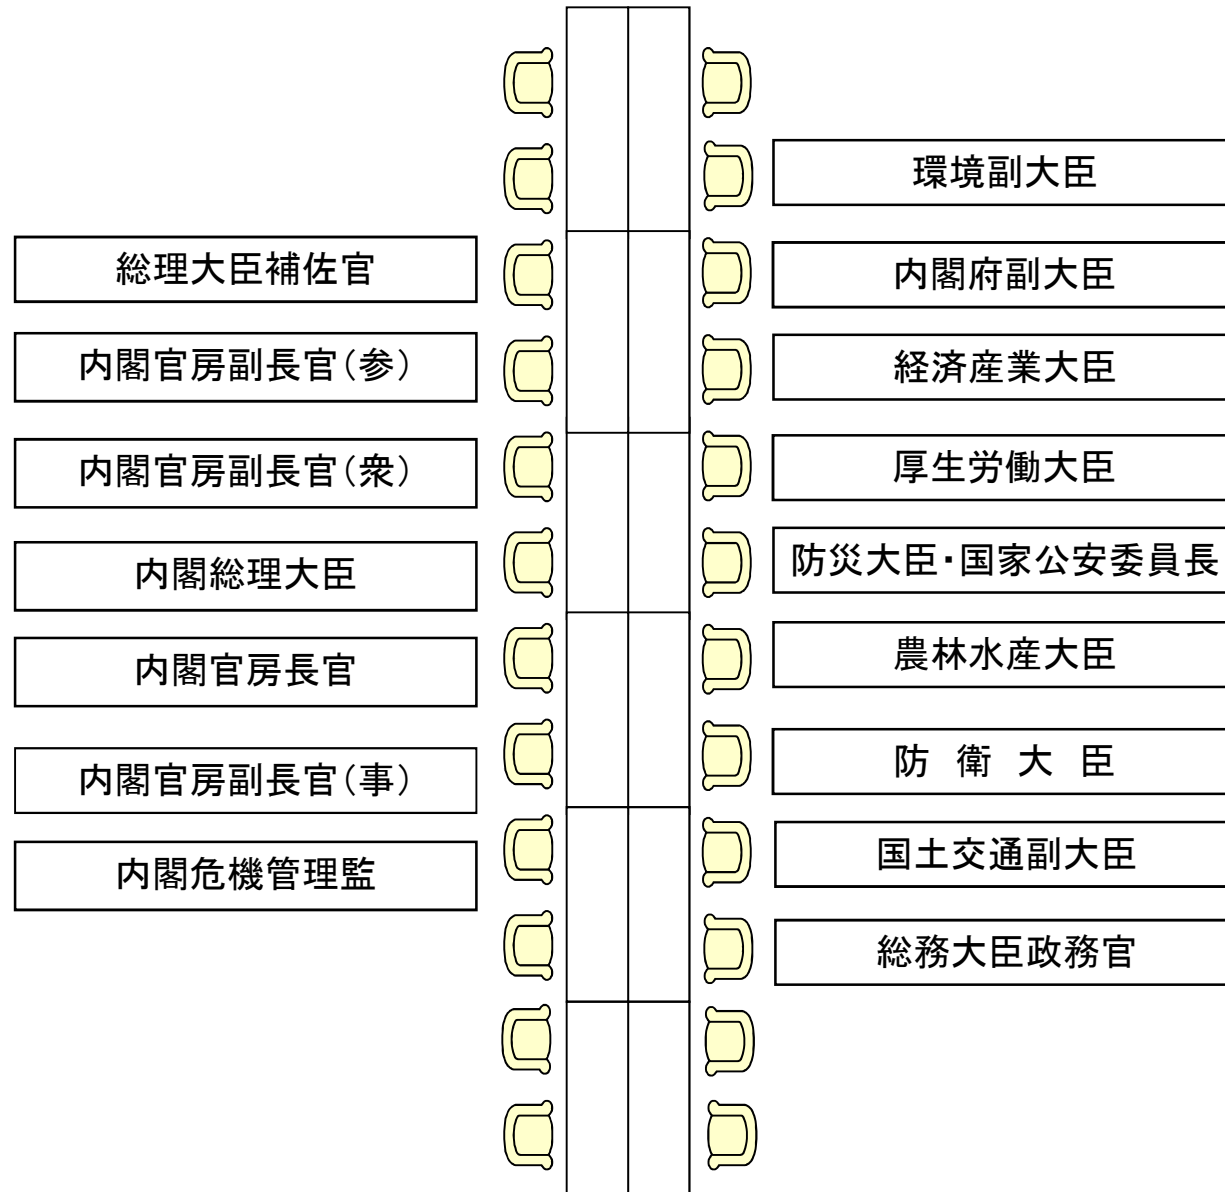 総理大臣補佐官
内閣官房副長官(参)
内閣官房副長官(衆)
内閣総理大臣
内閣官房長官
内閣官房副長官(事)
内閣危機管理監
環境副大臣
内閣府副大臣
経済産業大臣
厚生労働大臣
防災大臣・国家公安委員長
農林水産大臣
防 衛 大 臣
国土交通副大臣
総務大臣政務官